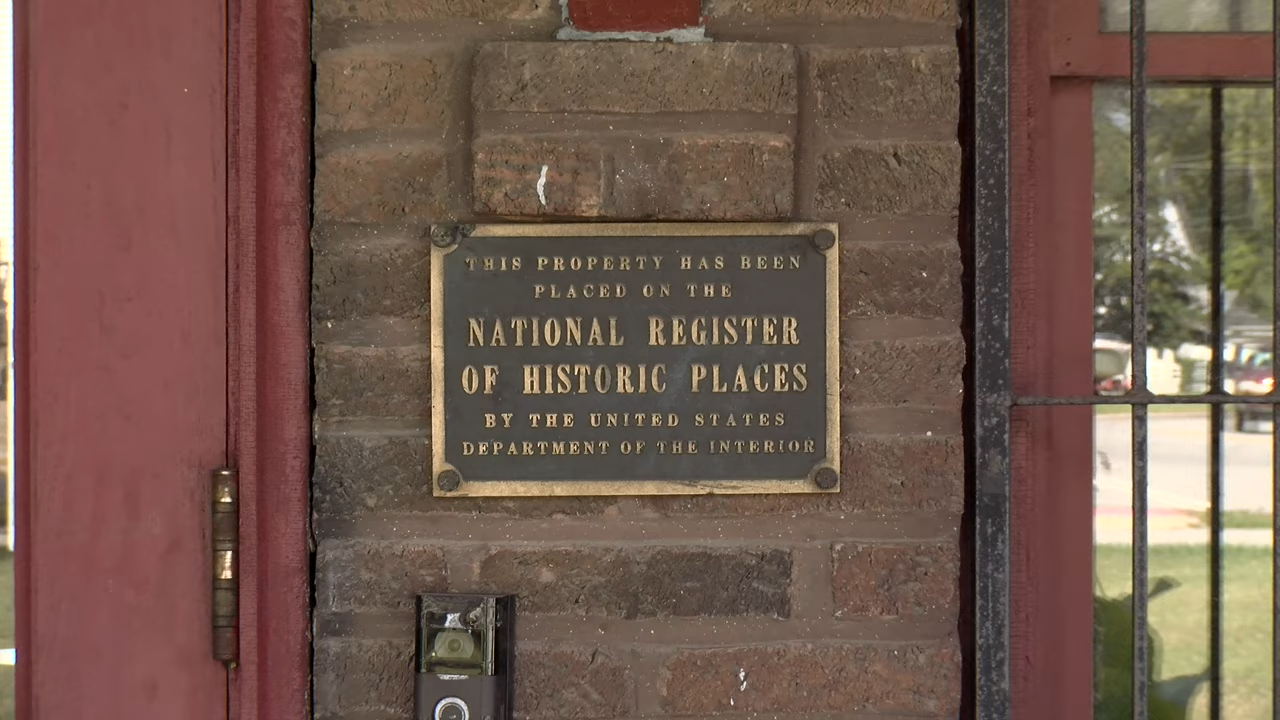 THIS PROPERTY HAS BEEN
PLACED ON THE
NATIONAL REGISTER
OF HISTORIC PLACES
BY THE UNITED STATES
DEPARTMENT OF THE INTERIOR